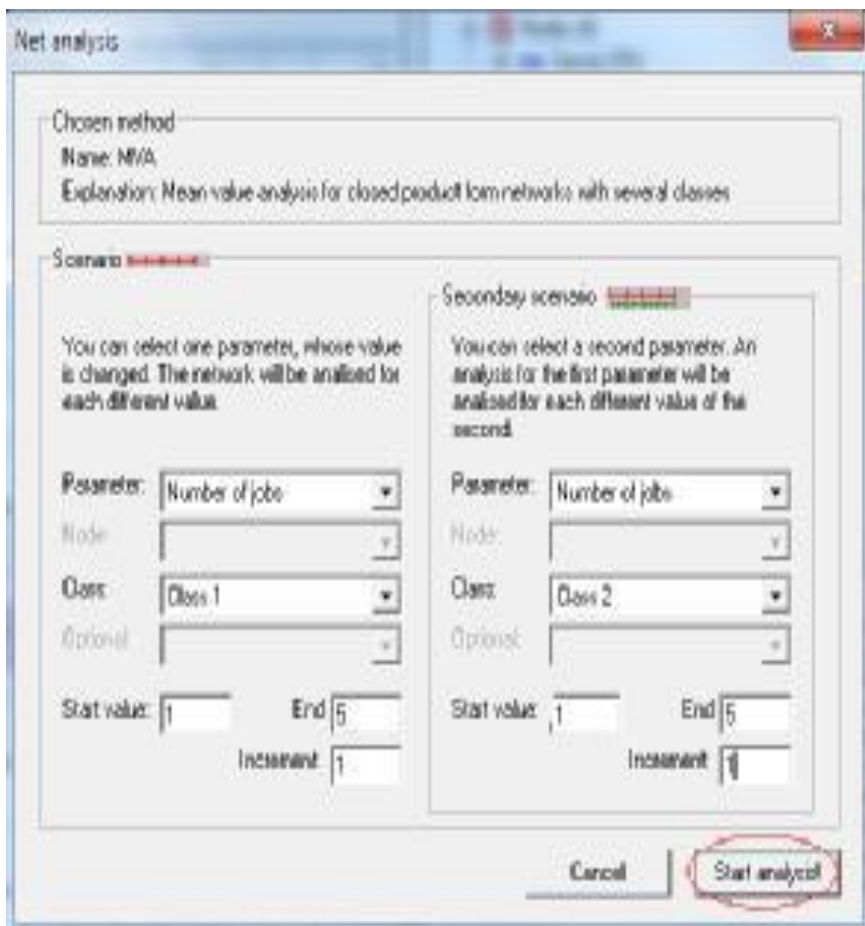 Net analysis
x
Chosen method
Name: MVA
Explanation: Mean value analysis for closed product form networks with several classes
Scenario
You can select one parameter, whose value
is changed. The network will be analised for
each different value.
Parameter: Number of jobs
Node:
Class: Class 1
Optional:
Start value: 1 End 5
Increment 1
Secondary scenario
You can select a second parameter. An
analysis for the first parameter will be
analised for each different value of the
second.
Parameter: Number of jobs
Node:
Class: Class 2
Optional:
Start value: 1 End 5
Increment 1
Cancel
Start analysis!